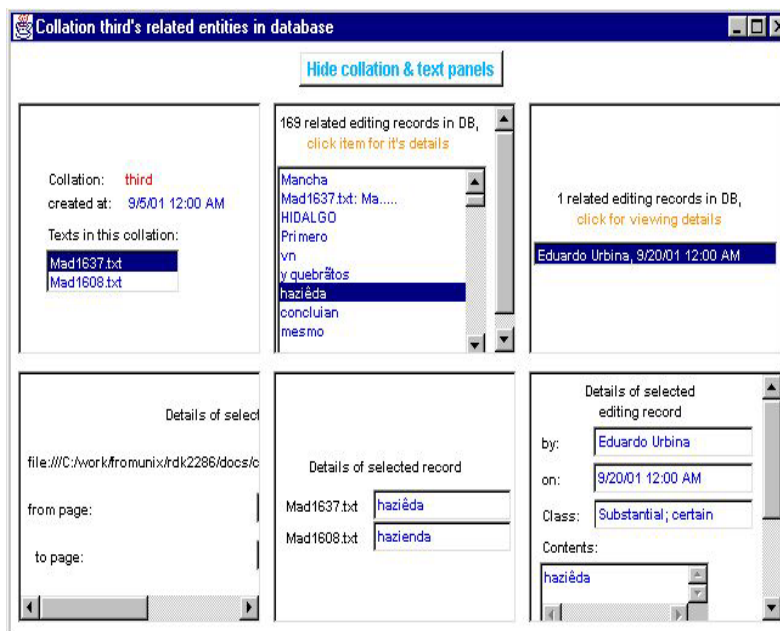 Collation third's related entities in database
Hide collation & text panels
Collation: third
created at: 9/5/01 12:00 AM
Texts in this collation:
Mad1637.txt
Mad1608.txt
169 related editing records in DB,
click item for it's details
Mancha
Mad1637.txt: Ma.....
HIDALGO
Primero
vn
y quebrãtos
haziêda
concluian
mesmo
1 related editing records in DB,
click for viewing details
Eduardo Urbina, 9/20/01 12:00 AM
Details of select
file:///C:/work/fromunix/rdk2286/docs/c
from page:
to page:
Details of selected record
Mad1637.txt haziêda
Mad1608.txt hazienda
Details of selected
editing record
by: Eduardo Urbina
on: 9/20/01 12:00 AM
Class: Substantial; certain
Contents:
haziêda